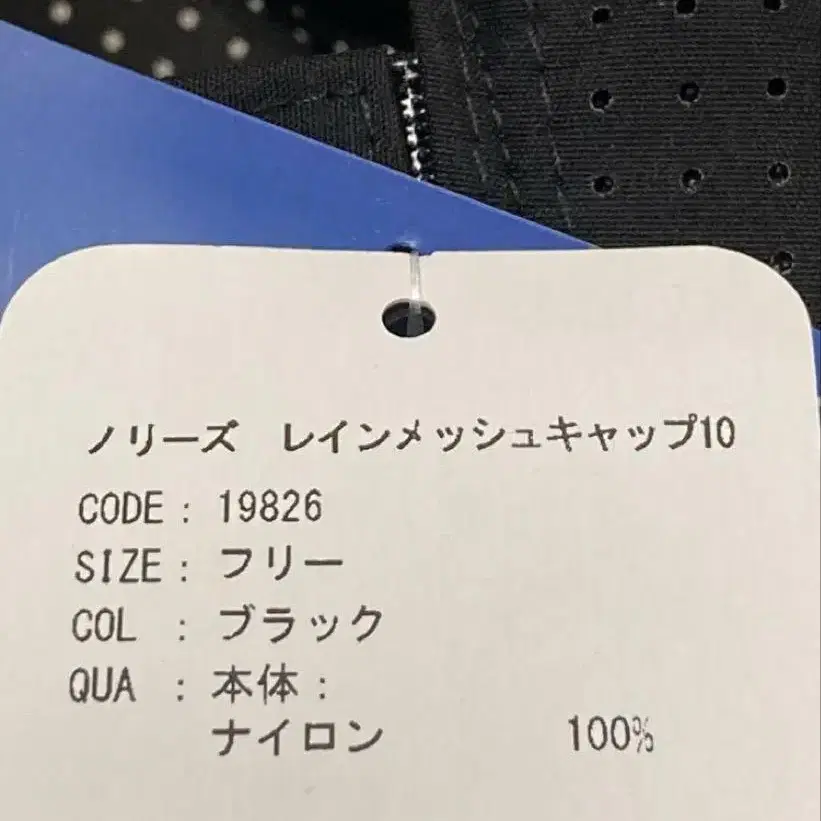 ノリーズ　レインメッシュキャップ10
CODE : 19826
SIZE : フリー
COL : ブラック
QUA : 本体 :
ナイロン 100%